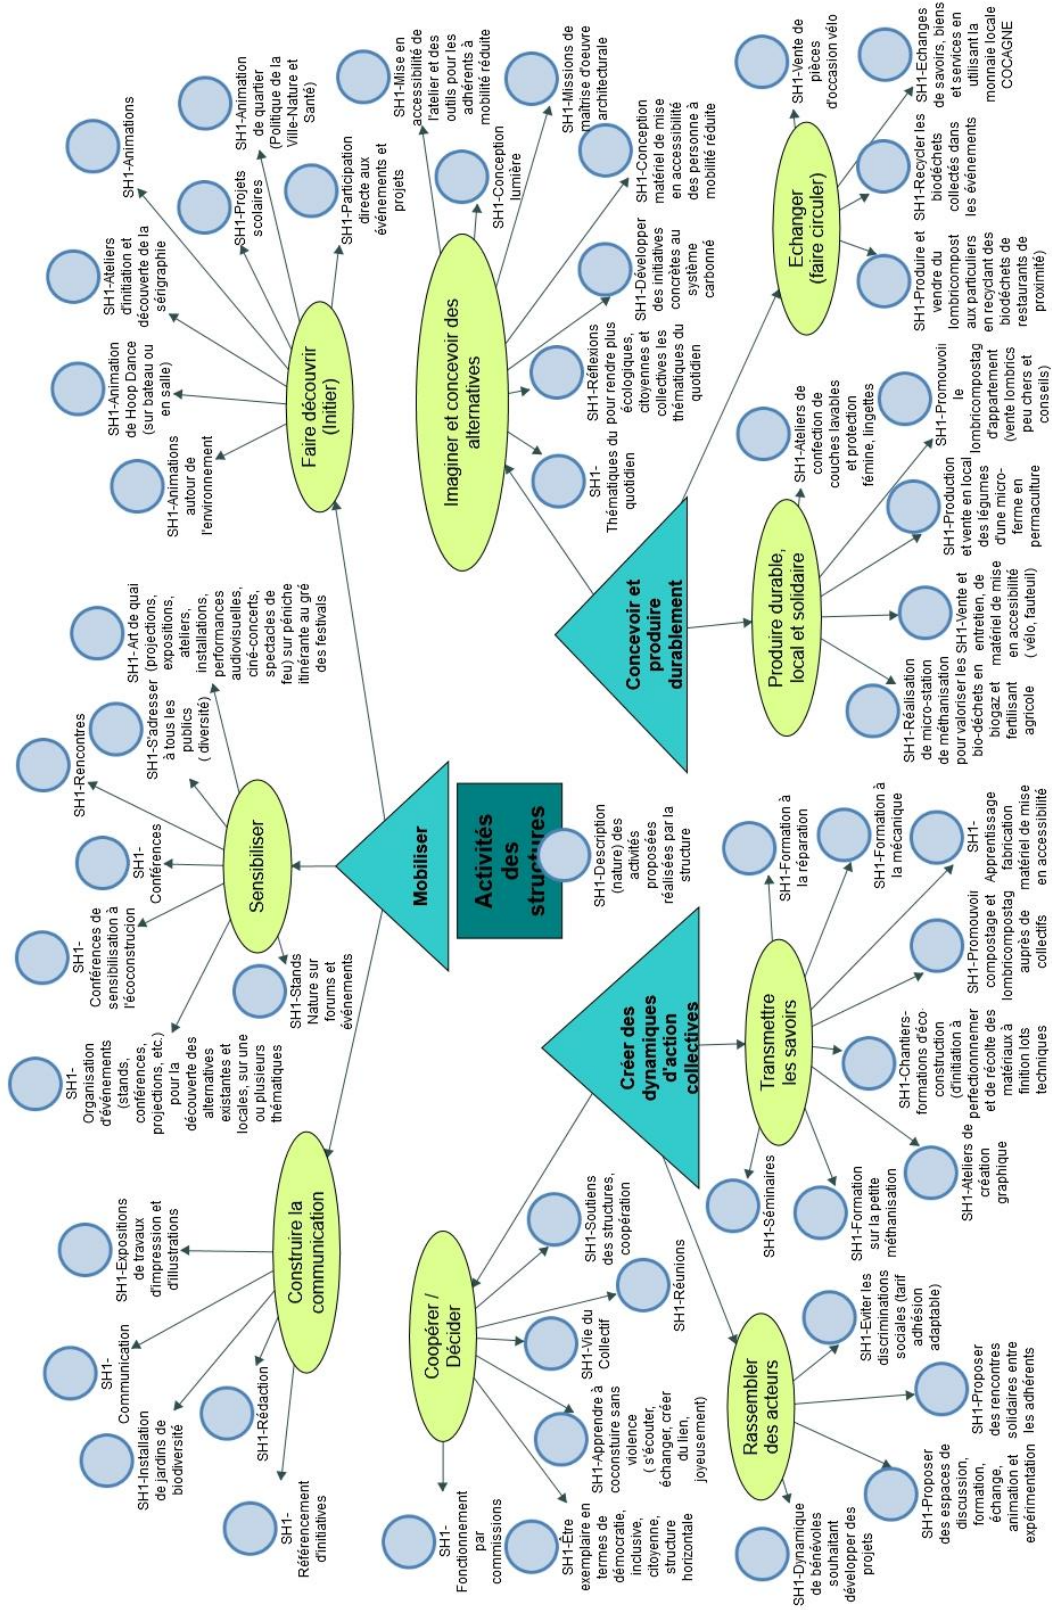 SH1-Expositions
de travaux
d'impression et
d'illustrations
SH1-
Communication
SH1-Installation
de jardins de
biodiversité
SH1-Rédaction
SH1-
Référencement
d'initiatives
Construire la
communication
SH1-
Organisation
d'événements
(stands,
conférences,
projections, etc.)
pour la
découverte des
alternatives
existantes et
locales, sur une
ou plusieurs
thématiques
SH1-
Conférences de
sensibilisation à
l'écoconstrucion
SH1-
Conférences
SH1-Rencontres
SH1-S'adresser
à tous les
publics
( diversité)
SH1- Art de quai
(projections,
expositions,
ateliers,
installations,
performances
audiovisuelles,
ciné-concerts,
spectacles de
feu) sur péniche
itinérante au gré
des festivals
SH1-Stands
Nature sur
forums et
événements
Sensibiliser
SH1-Animations
autour de
l'environnement
SH1-Animation
de Hoop Dance
(sur bateau ou
en salle)
SH1-Ateliers
d'initiation et
découverte de la
sérigraphie
SH1-Animations
SH1-Projets
scolaires
SH1-Animation
de quartier
(Politique de la
Ville-Nature et
Santé)
SH1-Participation
directe aux
événements et
projets
Faire découvrir
(Initier)
Mobiliser
Activités
des
structures
SH1-Description
(nature) des
activités
proposées
réalisées par la
structure
Coopérer /
Décider
SH1-
Fonctionnement
par
commissions
SH1-Être
exemplaire en
termes de
démocratie,
inclusive,
citoyenne,
structure
horizontale
SH1-Apprendre à
coconstuire sans
violence
( s'écouter,
échanger, créer
du lien,
joyeusement)
SH1-Vie du
Collectif
SH1-Réunions
SH1-Soutiens
des structures,
coopération
Créer des
dynamiques
d'action
collectives
Rassembler
des acteurs
SH1-Dynamique
de bénévoles
souhaitant
développer des
projets
SH1-Proposer
des espaces de
discussion,
formation,
échange,
animation et
expérimentation
SH1-Proposer
des rencontres
solidaires entre
les adhérents
SH1-Eviter les
discriminations
sociales (tarif
adhésion
adaptable)
Transmettre
les savoirs
SH1-Séminaires
SH1-Formation
sur la petite
méthanisation
SH1-Ateliers de
création
graphique
SH1-Chantiers-
formations d'éco-
construction
(d'initiation à
perfectionnement
et de récolte des
matériaux à
finition lots
techniques
SH1-Promouvoir
compostage et
lombricompostag
auprès de
collectifs
SH1-
Apprentissage
fabrication
matériel de mise
en accessibilité
SH1-Formation à
la mécanique
SH1-Formation à
la réparation
Imaginer et concevoir des
alternatives
SH1-
Thématiques du
quotidien
SH1-Réflexions
pour rendre plus
écologiques,
citoyennes et
collectives les
thématiques du
quotidien
SH1-Développer
des initiatives
concrètes au
système
carbonné
SH1-Conception
matériel de mise
en accessibilité
des personne à
mobilité réduite
SH1-Missions de
maîtrise d'oeuvre
architecturale
SH1-Conception
lumière
SH1-Mise en
accessibilité de
l'atelier et des
outils pour les
adhérents à
mobilité réduite
Concevoir et
produire
durablement
Produire durable,
local et solidaire
SH1-Réalisation
de micro-station
de méthanisation
pour valoriser les
bio-déchets en
biogaz et
fertilisant
agricole
SH1-Vente et
entretien, de
matériel de mise
en accesibilité
( vélo, fauteuil)
SH1-Production
et vente en local
des légumes
d'une micro-
ferme en
permaculture
SH1-Promouvoii
le
lombricompostag
d'appartement
(vente lombrics
peu chers et
conseils)
SH1-Ateliers de
confection de
couches lavables
et protection
fémine, lingettes
Echanger
(faire circuler)
SH1-Produire et
vendre du
lombricompost
aux particuliers
en recyclant des
biodéchets de
restaurants de
proximité)
SH1-Recycler les
biodéchets
collectés dans
les événements
SH1-Echanges
de savoirs, biens
et services en
utilisant la
monnaie locale
COCAGNE
SH1-Vente de
pièces
d'occasion vélo